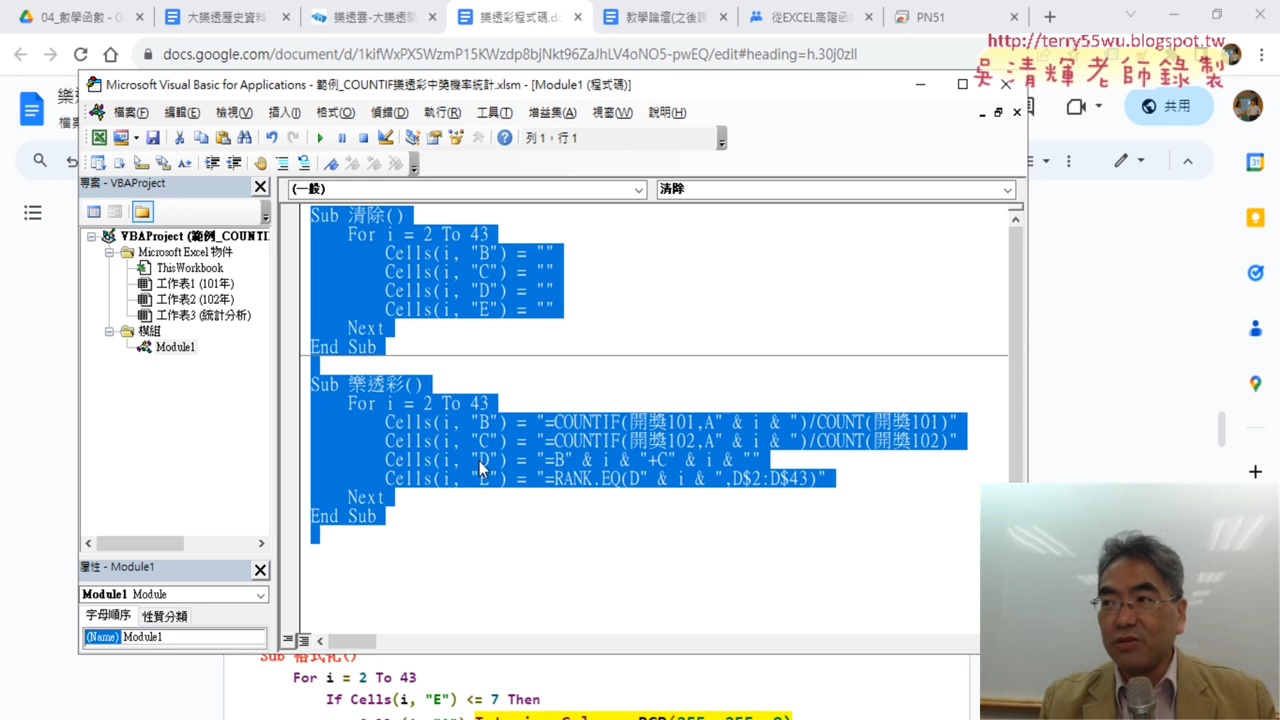 04_數學函數 - G
大樂透歷史資料
樂透雲-大樂透開
樂透彩程式碼.do
教學論壇(之後課
從EXCEL高階函
PN51
docs.google.com/document/d/1kifWxPX5WzmP15KWzdp8bjNkt96ZaJhLV4oNO5-pwEQ/edit#heading=h.30j0zll
http://terry55wu.blogspot.tw
吳清輝老師錄製
共用
Microsoft Visual Basic for Applications - 範例_COUNTIF樂透彩中獎機率統計.xlsm - [Module1 (程式碼)]
檔案(F) 編輯(E) 檢視(V) 插入(I) 格式(O) 偵錯(D) 執行(R) 工具(T) 增益集(A) 視窗(W) 說明(H)
列 1，行 1
專案 - VBAProject
VBAProject (範例_COUNTI
Microsoft Excel 物件
ThisWorkbook
工作表1 (101年)
工作表2 (102年)
工作表3 (統計分析)
模組
Module1
屬性 - Module1
Module1 Module
字母順序 性質分類
(Name) Module1
(一般) 清除
Sub 清除()
For i = 2 To 43
Cells(i, "B") = ""
Cells(i, "C") = ""
Cells(i, "D") = ""
Cells(i, "E") = ""
Next
End Sub
Sub 樂透彩()
For i = 2 To 43
Cells(i, "B") = "=COUNTIF(開獎101,A" & i & ")/COUNT(開獎101)"
Cells(i, "C") = "=COUNTIF(開獎102,A" & i & ")/COUNT(開獎102)"
Cells(i, "D") = "=B" & i & "+C" & i & ""
Cells(i, "E") = "=RANK.EQ(D" & i & ",D$2:D$43)"
Next
End Sub
Sub 格式化()
For i = 2 To 43
If Cells(i, "E") <= 7 Then